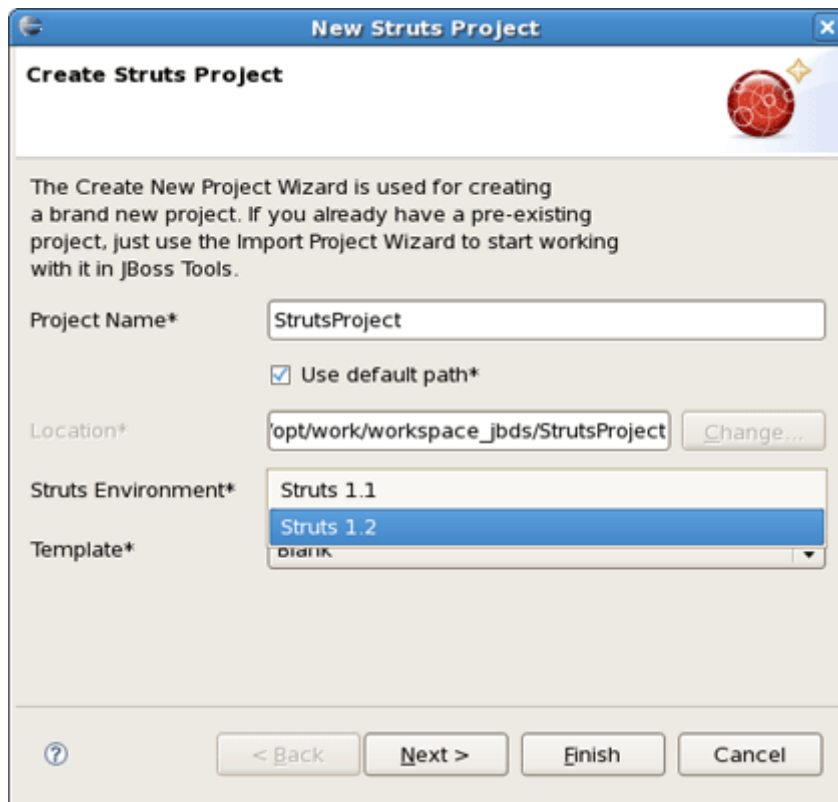 New Struts Project
Create Struts Project
The Create New Project Wizard is used for creating
a brand new project. If you already have a pre-existing
project, just use the Import Project Wizard to start working
with it in JBoss Tools.
Project Name* StrutsProject
Use default path*
Location* /opt/work/workspace_jbds/StrutsProject Change...
Struts Environment* Struts 1.1
Struts 1.2
Template* Blank
< Back Next > Finish Cancel